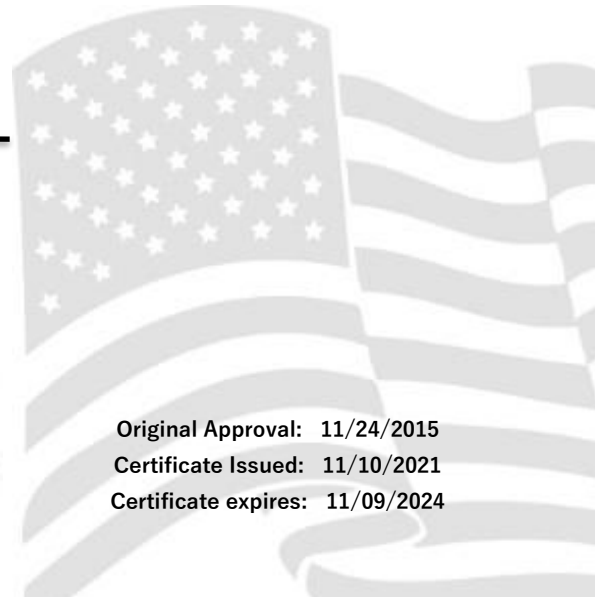 Original Approval: 11/24/2015
Certificate Issued: 11/10/2021
Certificate expires: 11/09/2024